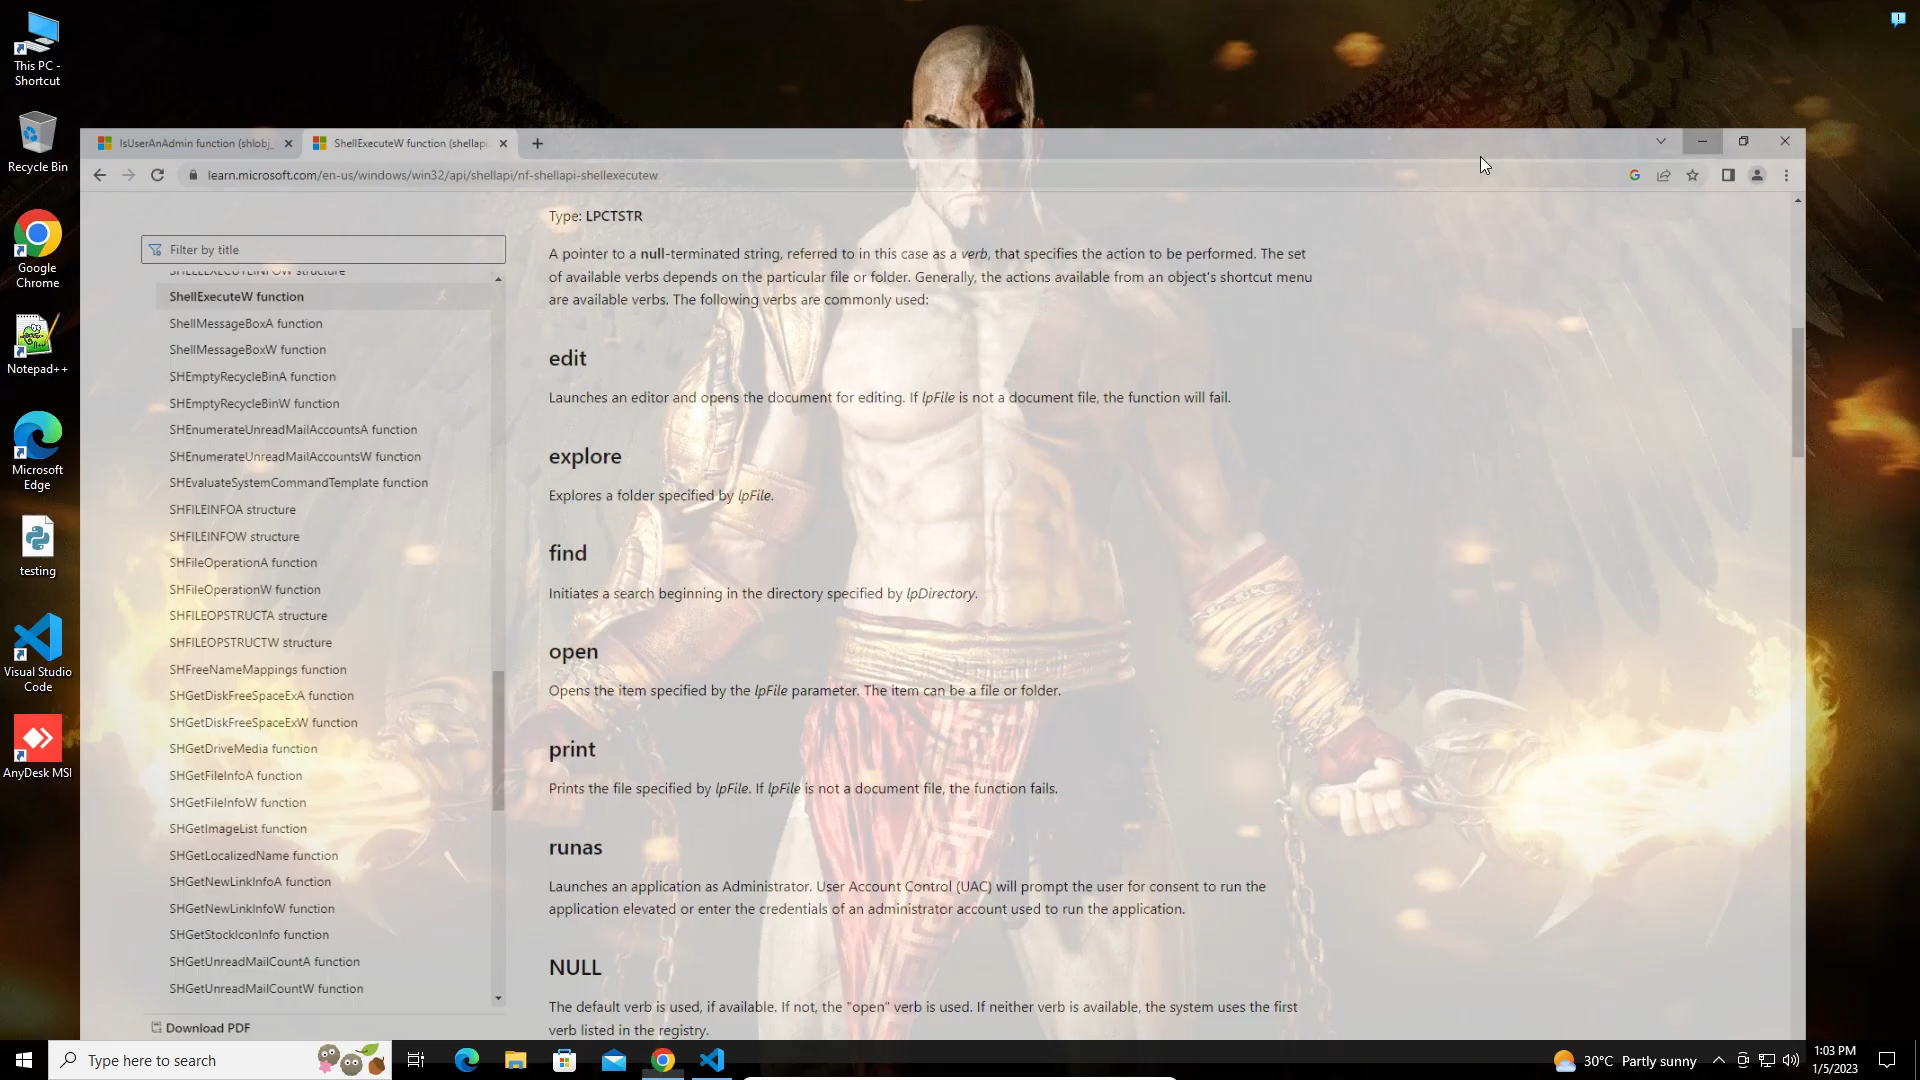 This PC -
Shortcut
Recycle Bin
Google
Chrome
Notepad++
Microsoft
Edge
testing
Visual Studio
Code
AnyDesk MSI
IsUserAnAdmin function (shlobj_
ShellExecuteW function (shellapi.
learn.microsoft.com/en-us/windows/win32/api/shellapi/nf-shellapi-shellexecutew
Filter by title
SHELLEXECUTEINFOW structure
ShellExecuteW function
ShellMessageBoxA function
ShellMessageBoxW function
SHEmptyRecycleBinA function
SHEmptyRecycleBinW function
SHEnumerateUnreadMailAccountsA function
SHEnumerateUnreadMailAccountsW function
SHEvaluateSystemCommandTemplate function
SHFILEINFOA structure
SHFILEINFOW structure
SHFileOperationA function
SHFileOperationW function
SHFILEOPSTRUCTA structure
SHFILEOPSTRUCTW structure
SHFreeNameMappings function
SHGetDiskFreeSpaceExA function
SHGetDiskFreeSpaceExW function
SHGetDriveMedia function
SHGetFileInfoA function
SHGetFileInfoW function
SHGetImageList function
SHGetLocalizedName function
SHGetNewLinkInfoA function
SHGetNewLinkInfoW function
SHGetStockIconInfo function
SHGetUnreadMailCountA function
SHGetUnreadMailCountW function
Download PDF
Type: LPCTSTR
A pointer to a null-terminated string, referred to in this case as a verb, that specifies the action to be performed. The set
of available verbs depends on the particular file or folder. Generally, the actions available from an object's shortcut menu
are available verbs. The following verbs are commonly used:
edit
Launches an editor and opens the document for editing. If lpFile is not a document file, the function will fail.
explore
Explores a folder specified by lpFile.
find
Initiates a search beginning in the directory specified by lpDirectory.
open
Opens the item specified by the lpFile parameter. The item can be a file or folder.
print
Prints the file specified by lpFile. If lpFile is not a document file, the function fails.
runas
Launches an application as Administrator. User Account Control (UAC) will prompt the user for consent to run the
application elevated or enter the credentials of an administrator account used to run the application.
NULL
The default verb is used, if available. If not, the "open" verb is used. If neither verb is available, the system uses the first
verb listed in the registry.
Type here to search
30°C Partly sunny
1:03 PM
1/5/2023